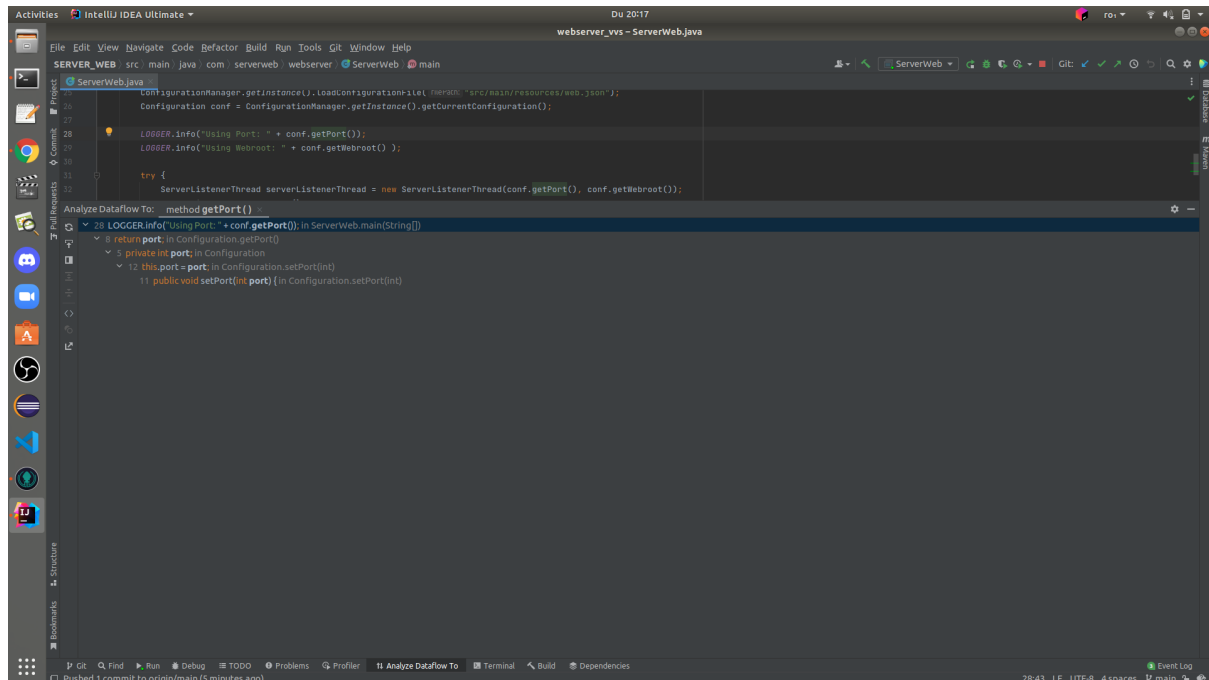 Activities IntelliJ IDEA Ultimate Du 20:17 ro₁
webserver_vvs – ServerWeb.java
File Edit View Navigate Code Refactor Build Run Tools Git Window Help
SERVER_WEB src main java com serverweb webserver ServerWeb main ServerWeb Git:
Project
ServerWeb.java
25 ConfigurationManager.getInstance().loadConfigurationFile( filePath: "src/main/resources/web.json");
26 Configuration conf = ConfigurationManager.getInstance().getCurrentConfiguration();
27
28 LOGGER.info("Using Port: " + conf.getPort());
29 LOGGER.info("Using Webroot: " + conf.getWebroot() );
30
31 try {
32 ServerListenerThread serverListenerThread = new ServerListenerThread(conf.getPort(), conf.getWebroot());
Commit
Pull Requests
Database
Maven
Analyze Dataflow To: method getPort()
28 LOGGER.info("Using Port: " + conf.getPort()); in ServerWeb.main(String[])
8 return port; in Configuration.getPort()
5 private int port; in Configuration
12 this.port = port; in Configuration.setPort(int)
11 public void setPort(int port) { in Configuration.setPort(int)
Structure
Bookmarks
Git Find Run Debug TODO Problems Profiler Analyze Dataflow To Terminal Build Dependencies Event Log
Pushed 1 commit to origin/main (5 minutes ago) 28:43 LF UTF-8 4 spaces main